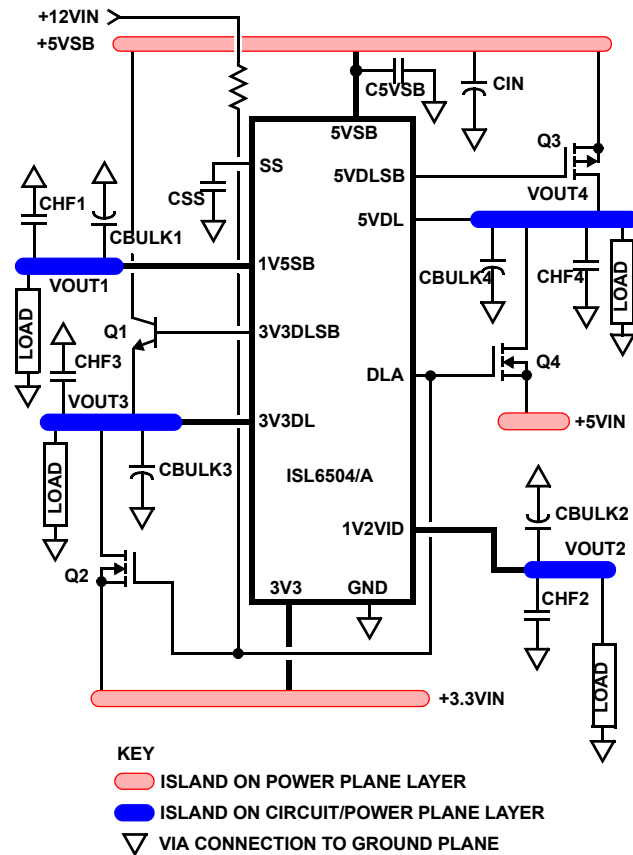 +12VIN
+5VSB
C5VSB
CIN
5VSB
Q3
SS
5VDLSB
VOUT4
CSS
CHF1
5VDL
CBULK1
1V5SB
VOUT1
CBULK4
CHF4
LOAD
LOAD
Q1
3V3DLSB
CHF3
Q4
DLA
VOUT3
3V3DL
+5VIN
LOAD
CBULK3
ISL6504/A
CBULK2
1V2VID
VOUT2
Q2
3V3
GND
CHF2
LOAD
+3.3VIN
KEY
ISLAND ON POWER PLANE LAYER
ISLAND ON CIRCUIT/POWER PLANE LAYER
VIA CONNECTION TO GROUND PLANE